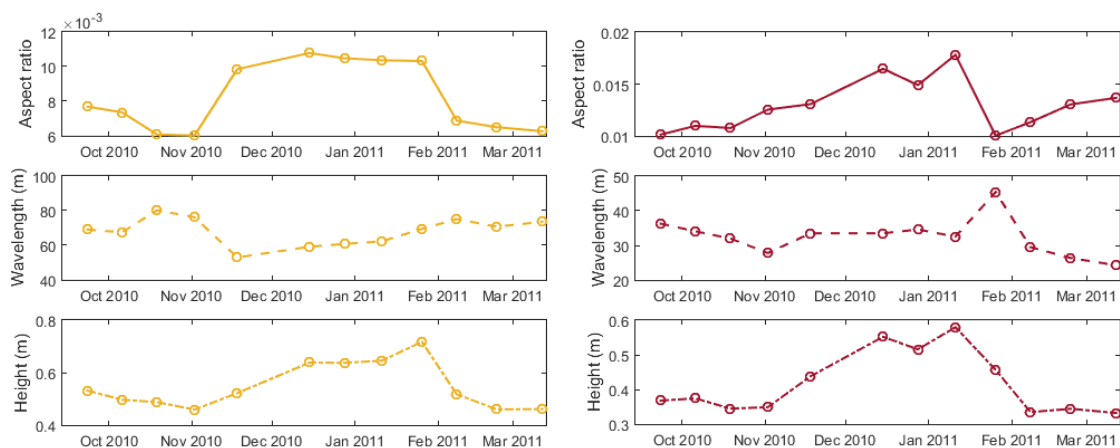 ×10-3
12
10
8
6
Aspect ratio
Oct 2010 Nov 2010 Dec 2010 Jan 2011 Feb 2011 Mar 2011
100
80
60
40
Wavelength (m)
Oct 2010 Nov 2010 Dec 2010 Jan 2011 Feb 2011 Mar 2011
0.8
0.6
0.4
Height (m)
Oct 2010 Nov 2010 Dec 2010 Jan 2011 Feb 2011 Mar 2011
0.02
0.015
0.01
Aspect ratio
Oct 2010 Nov 2010 Dec 2010 Jan 2011 Feb 2011 Mar 2011
50
40
30
20
Wavelength (m)
Oct 2010 Nov 2010 Dec 2010 Jan 2011 Feb 2011 Mar 2011
0.6
0.5
0.4
0.3
Height (m)
Oct 2010 Nov 2010 Dec 2010 Jan 2011 Feb 2011 Mar 2011